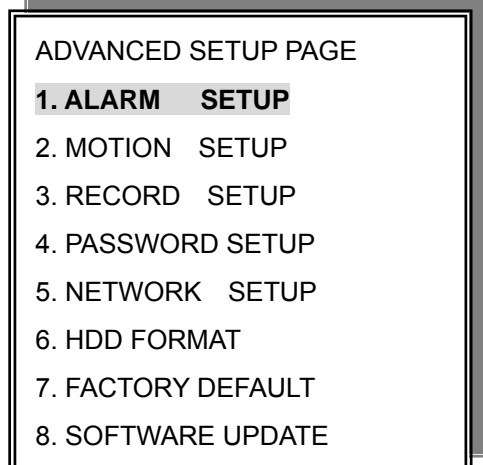 ADVANCED SETUP PAGE
1. ALARM SETUP
2. MOTION SETUP
3. RECORD SETUP
4. PASSWORD SETUP
5. NETWORK SETUP
6. HDD FORMAT
7. FACTORY DEFAULT
8. SOFTWARE UPDATE